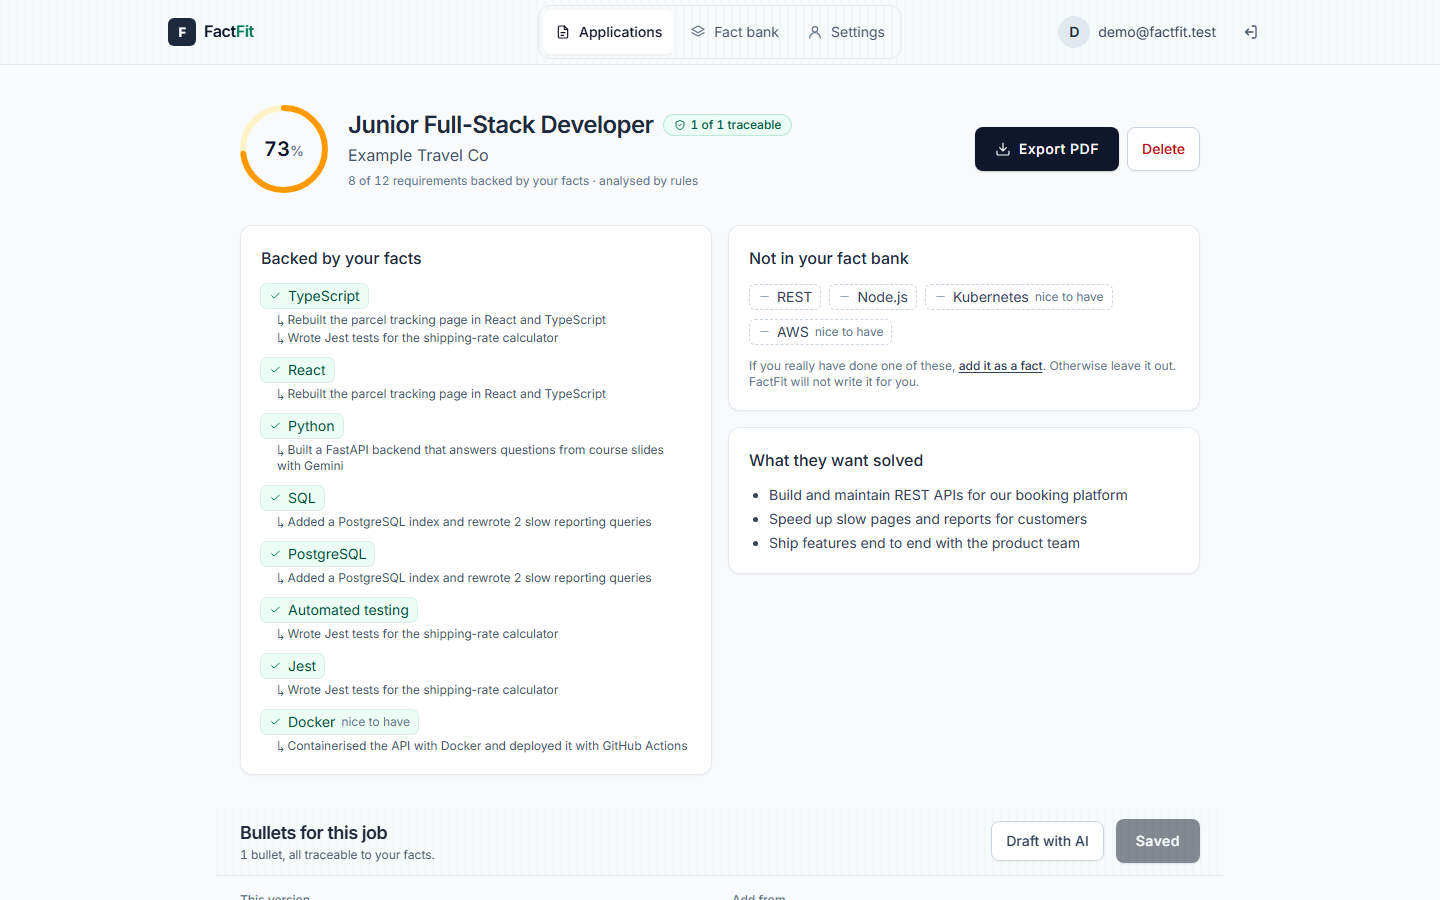 F FactFit
Applications
Fact bank
Settings
D demo@factfit.test
73%
Junior Full-Stack Developer
1 of 1 traceable
Example Travel Co
8 of 12 requirements backed by your facts · analysed by rules
Export PDF
Delete
Backed by your facts
✓ TypeScript
↳ Rebuilt the parcel tracking page in React and TypeScript
↳ Wrote Jest tests for the shipping-rate calculator
✓ React
↳ Rebuilt the parcel tracking page in React and TypeScript
✓ Python
↳ Built a FastAPI backend that answers questions from course slides
with Gemini
✓ SQL
↳ Added a PostgreSQL index and rewrote 2 slow reporting queries
✓ PostgreSQL
↳ Added a PostgreSQL index and rewrote 2 slow reporting queries
✓ Automated testing
↳ Wrote Jest tests for the shipping-rate calculator
✓ Jest
↳ Wrote Jest tests for the shipping-rate calculator
✓ Docker nice to have
↳ Containerised the API with Docker and deployed it with GitHub Actions
Not in your fact bank
– REST – Node.js – Kubernetes nice to have
– AWS nice to have
If you really have done one of these, add it as a fact. Otherwise leave it out.
FactFit will not write it for you.
What they want solved
• Build and maintain REST APIs for our booking platform
• Speed up slow pages and reports for customers
• Ship features end to end with the product team
Bullets for this job
1 bullet, all traceable to your facts.
Draft with AI
Saved
This version
Add from